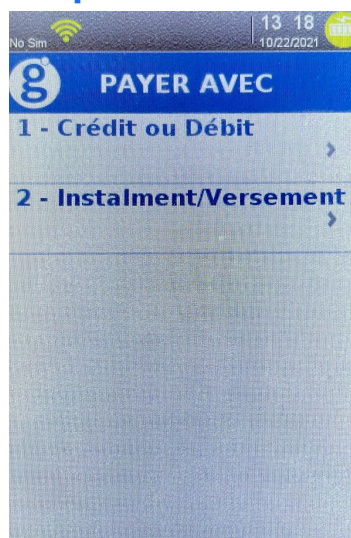 No Sim
13 18
10/22/2021
g PAYER AVEC
1 - Crédit ou Débit
2 - Instalment/Versement